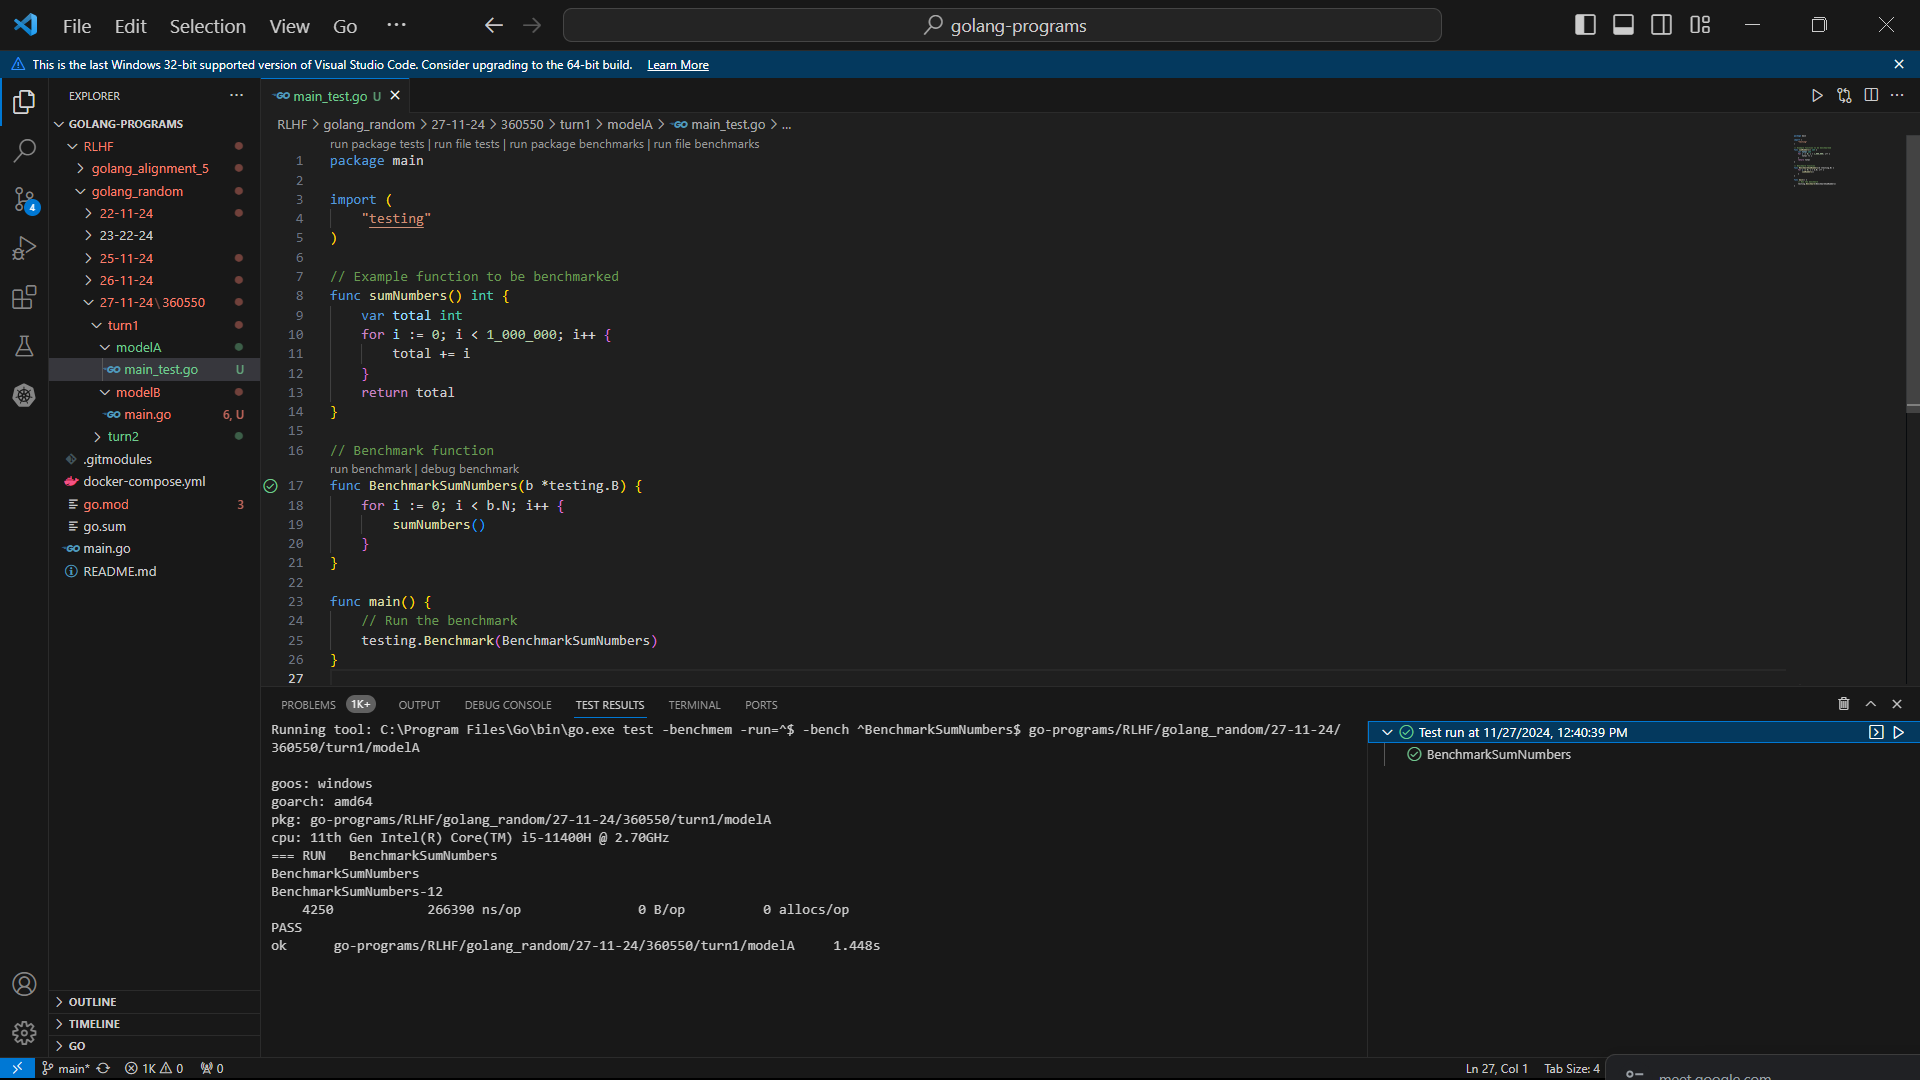 File Edit Selection View Go ···
golang-programs
This is the last Windows 32-bit supported version of Visual Studio Code. Consider upgrading to the 64-bit build. Learn More
EXPLORER
GOLANG-PROGRAMS
RLHF
golang_alignment_5
golang_random
22-11-24
23-22-24
25-11-24
26-11-24
27-11-24\360550
turn1
modelA
main_test.go U
modelB
main.go 6, U
turn2
.gitmodules
docker-compose.yml
go.mod 3
go.sum
main.go
README.md
OUTLINE
TIMELINE
GO
4
main_test.go U
RLHF > golang_random > 27-11-24 > 360550 > turn1 > modelA > main_test.go > ...
run package tests | run file tests | run package benchmarks | run file benchmarks
1 package main
2
3 import (
4 "testing"
5 )
6
7 // Example function to be benchmarked
8 func sumNumbers() int {
9 var total int
10 for i := 0; i < 1_000_000; i++ {
11 total += i
12 }
13 return total
14 }
15
16 // Benchmark function
run benchmark | debug benchmark
17 func BenchmarkSumNumbers(b *testing.B) {
18 for i := 0; i < b.N; i++ {
19 sumNumbers()
20 }
21 }
22
23 func main() {
24 // Run the benchmark
25 testing.Benchmark(BenchmarkSumNumbers)
26 }
27
PROBLEMS 1K+ OUTPUT DEBUG CONSOLE TEST RESULTS TERMINAL PORTS
Running tool: C:\Program Files\Go\bin\go.exe test -benchmem -run=^$ -bench ^BenchmarkSumNumbers$ go-programs/RLHF/golang_random/27-11-24/
360550/turn1/modelA
goos: windows
goarch: amd64
pkg: go-programs/RLHF/golang_random/27-11-24/360550/turn1/modelA
cpu: 11th Gen Intel(R) Core(TM) i5-11400H @ 2.70GHz
=== RUN BenchmarkSumNumbers
BenchmarkSumNumbers
BenchmarkSumNumbers-12
4250 266390 ns/op 0 B/op 0 allocs/op
PASS
ok go-programs/RLHF/golang_random/27-11-24/360550/turn1/modelA 1.448s
Test run at 11/27/2024, 12:40:39 PM
BenchmarkSumNumbers
main* 1K 0 0
Ln 27, Col 1 Tab Size: 4
meet.google.com